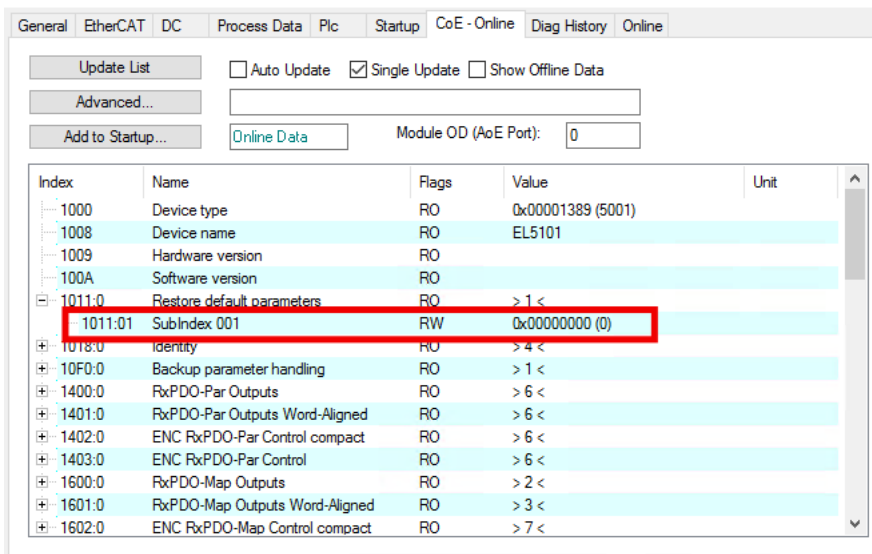 General EtherCAT DC Process Data Plc Startup CoE - Online Diag History Online
Update List Auto Update Single Update Show Offline Data
Advanced...
Add to Startup... Online Data Module OD (AoE Port): 0
Index Name Flags Value Unit
1000 Device type RO 0x00001389 (5001)
1008 Device name RO EL5101
1009 Hardware version RO
100A Software version RO
1011:0 Restore default parameters RO > 1 <
1011:01 SubIndex 001 RW 0x00000000 (0)
1018:0 Identity RO > 4 <
10F0:0 Backup parameter handling RO > 1 <
1400:0 RxPDO-Par Outputs RO > 6 <
1401:0 RxPDO-Par Outputs Word-Aligned RO > 6 <
1402:0 ENC RxPDO-Par Control compact RO > 6 <
1403:0 ENC RxPDO-Par Control RO > 6 <
1600:0 RxPDO-Map Outputs RO > 2 <
1601:0 RxPDO-Map Outputs Word-Aligned RO > 3 <
1602:0 ENC RxPDO-Map Control compact RO > 7 <